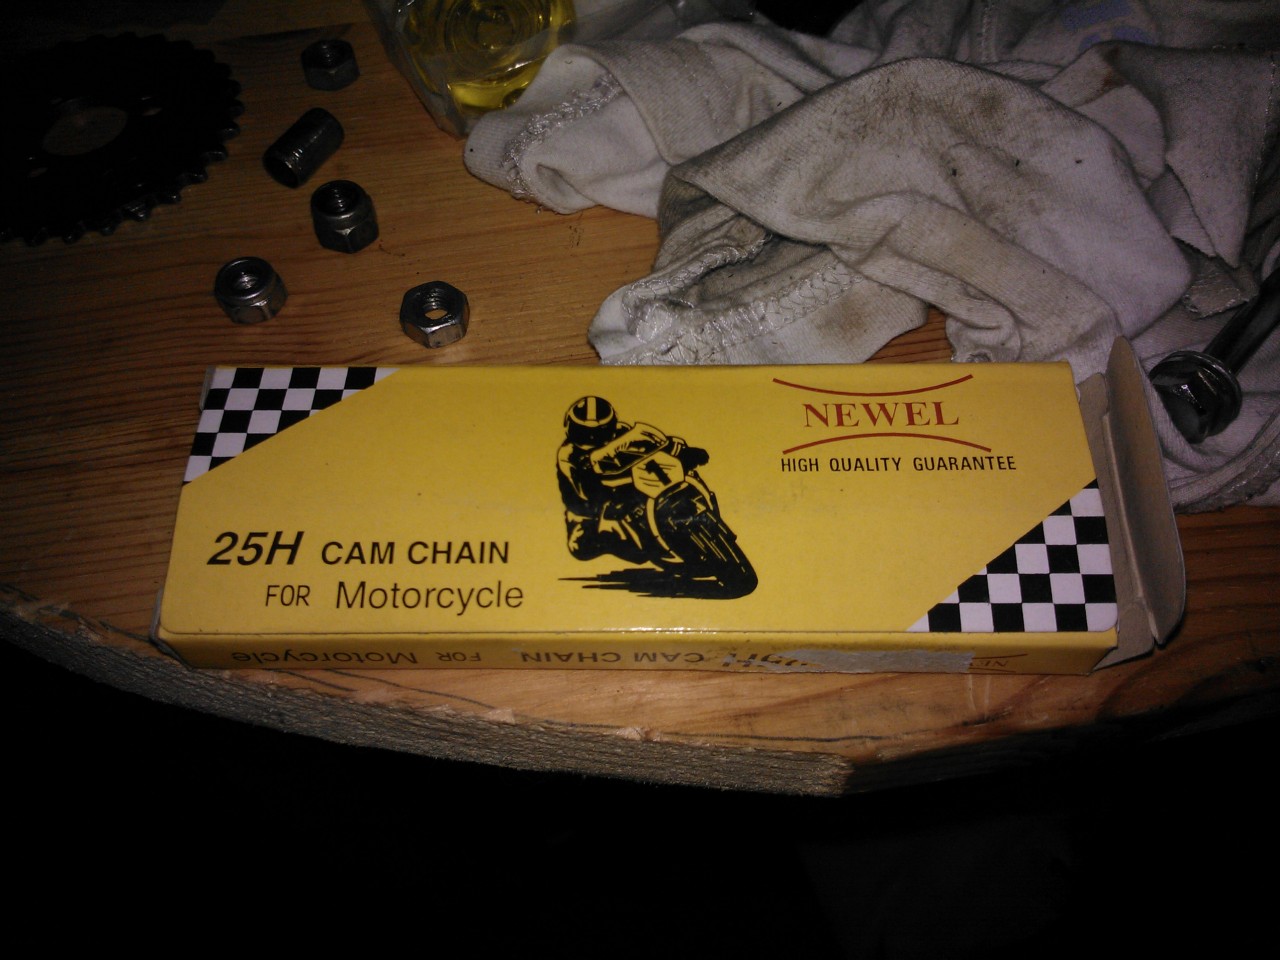 NEWEL
HIGH QUALITY GUARANTEE
25H CAM CHAIN
FOR Motorcycle
CAM CHAIN FOR Motorcycle